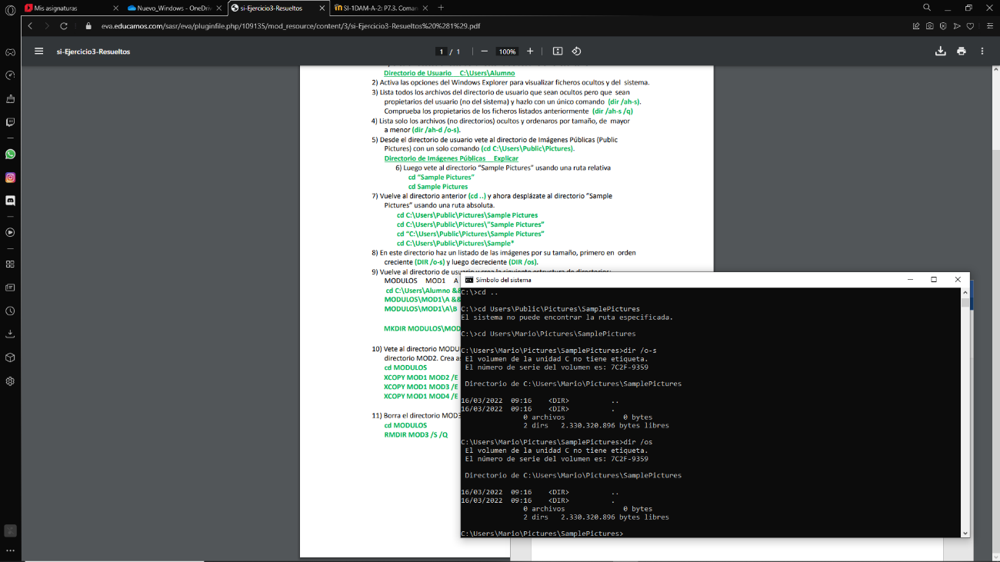 Mis asignaturas
Nuevo_Windows - OneDriv
si-Ejercicio3-Resueltos
SI-1DAM-A-2: P7.3. Coman
eva.educamos.com/sasr/eva/pluginfile.php/109135/mod_resource/content/3/si-Ejercicio3-Resueltos%20%281%29.pdf
si-Ejercicio3-Resueltos
1 / 1
100%
Directorio de Usuario C:\Users\Alumno
2) Activa las opciones del Windows Explorer para visualizar ficheros ocultos y del sistema.
3) Lista todos los archivos del directorio de usuario que sean ocultos pero que sean
propietarios del usuario (no del sistema) y hazlo con un único comando (dir /ah-s).
Comprueba los propietarios de los ficheros listados anteriormente (dir /ah-s /q)
4) Lista solo los archivos (no directorios) ocultos y ordenaros por tamaño, de mayor
a menor (dir /ah-d /o-s).
5) Desde el directorio de usuario vete al directorio de Imágenes Públicas (Public
Pictures) con un solo comando (cd C:\Users\Public\Pictures).
Directorio de Imágenes Públicas Explicar
6) Luego vete al directorio "Sample Pictures" usando una ruta relativa
cd "Sample Pictures"
cd Sample Pictures
7) Vuelve al directorio anterior (cd ..) y ahora desplázate al directorio "Sample
Pictures" usando una ruta absoluta.
cd C:\Users\Public\Pictures\Sample Pictures
cd C:\Users\Public\Pictures\"Sample Pictures"
cd "C:\Users\Public\Pictures\Sample Pictures"
cd C:\Users\Public\Pictures\Sample*
8) En este directorio haz un listado de las imágenes por su tamaño, primero en orden
creciente (DIR /o-s) y luego decreciente (DIR /os).
9) Vuelve al directorio de usuario y crea la siguiente estructura de directorios:
MODULOS MOD1 A
cd C:\Users\Alumno &&
MODULOS\MOD1\A &&
MODULOS\MOD1\A\B
MKDIR MODULOS\MOD
10) Vete al directorio MODU
directorio MOD2. Crea as
cd MODULOS
XCOPY MOD1 MOD2 /E
XCOPY MOD1 MOD3 /E
XCOPY MOD1 MOD4 /E
11) Borra el directorio MOD3
cd MODULOS
RMDIR MOD3 /S /Q
Símbolo del sistema
C:\>cd ..
C:\>cd Users\Public\Pictures\SamplePictures
El sistema no puede encontrar la ruta especificada.
C:\>cd Users\Mario\Pictures\SamplePictures
C:\Users\Mario\Pictures\SamplePictures>dir /o-s
El volumen de la unidad C no tiene etiqueta.
El número de serie del volumen es: 7C2F-9359
Directorio de C:\Users\Mario\Pictures\SamplePictures
16/03/2022 09:16 <DIR> ..
16/03/2022 09:16 <DIR> .
0 archivos 0 bytes
2 dirs 2.330.320.896 bytes libres
C:\Users\Mario\Pictures\SamplePictures>dir /os
El volumen de la unidad C no tiene etiqueta.
El número de serie del volumen es: 7C2F-9359
Directorio de C:\Users\Mario\Pictures\SamplePictures
16/03/2022 09:16 <DIR> ..
16/03/2022 09:16 <DIR> .
0 archivos 0 bytes
2 dirs 2.330.320.896 bytes libres
C:\Users\Mario\Pictures\SamplePictures>